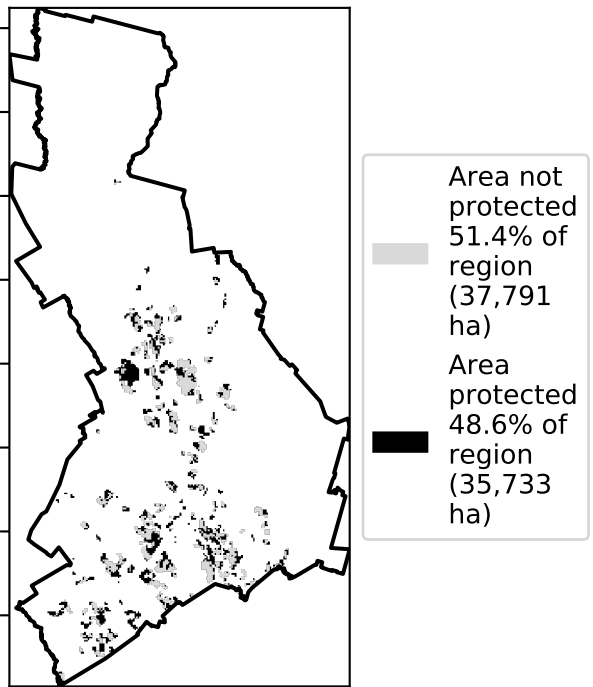 Area not
protected
51.4% of
region
(37,791
ha)
Area
protected
48.6% of
region
(35,733
ha)